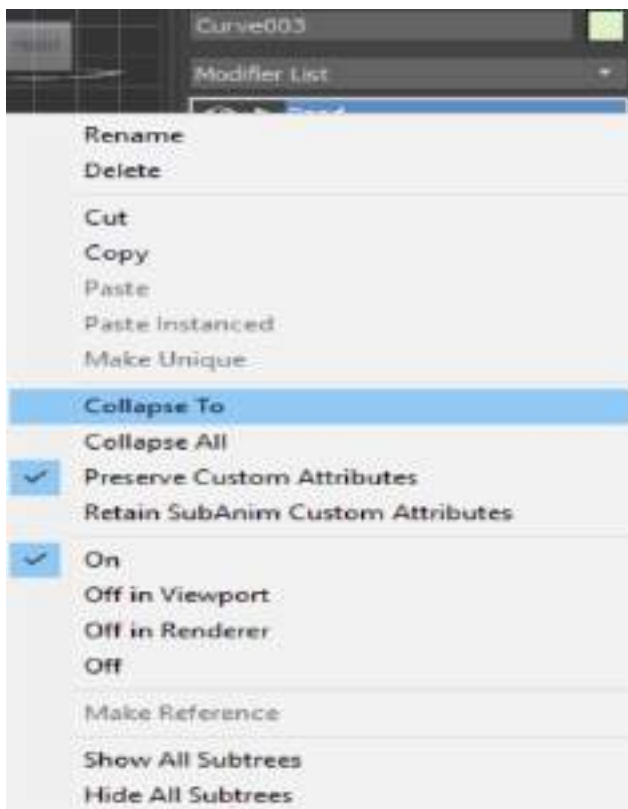 Curve003
Modifier List
Rename
Delete
Cut
Copy
Paste
Paste Instanced
Make Unique
Collapse To
Collapse All
Preserve Custom Attributes
Retain SubAnim Custom Attributes
On
Off in Viewport
Off in Renderer
Off
Make Reference
Show All Subtrees
Hide All Subtrees